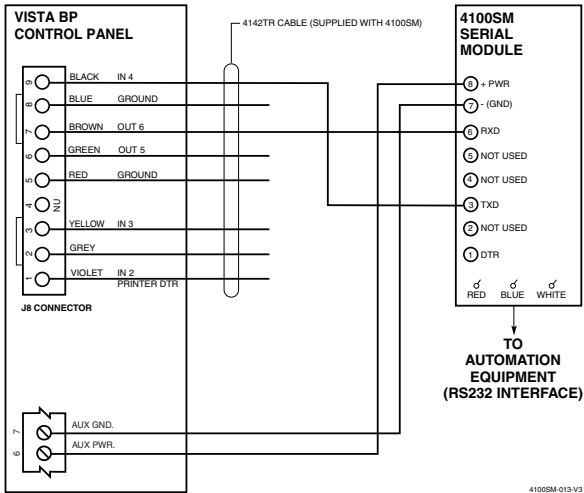 VISTA BP
CONTROL PANEL
4142TR CABLE (SUPPLIED WITH 4100SM)
4100SM
SERIAL
MODULE
9 BLACK IN 4
8 BLUE GROUND
7 BROWN OUT 6
6 GREEN OUT 5
5 RED GROUND
4 NU
3 YELLOW IN 3
2 GREY
1 VIOLET IN 2
PRINTER DTR
J8 CONNECTOR
8 + PWR
7 - (GND)
6 RXD
5 NOT USED
4 NOT USED
3 TXD
2 NOT USED
1 DTR
RED BLUE WHITE
TO
AUTOMATION
EQUIPMENT
(RS232 INTERFACE)
7 AUX GND.
6 AUX PWR.
4100SM-013-V3